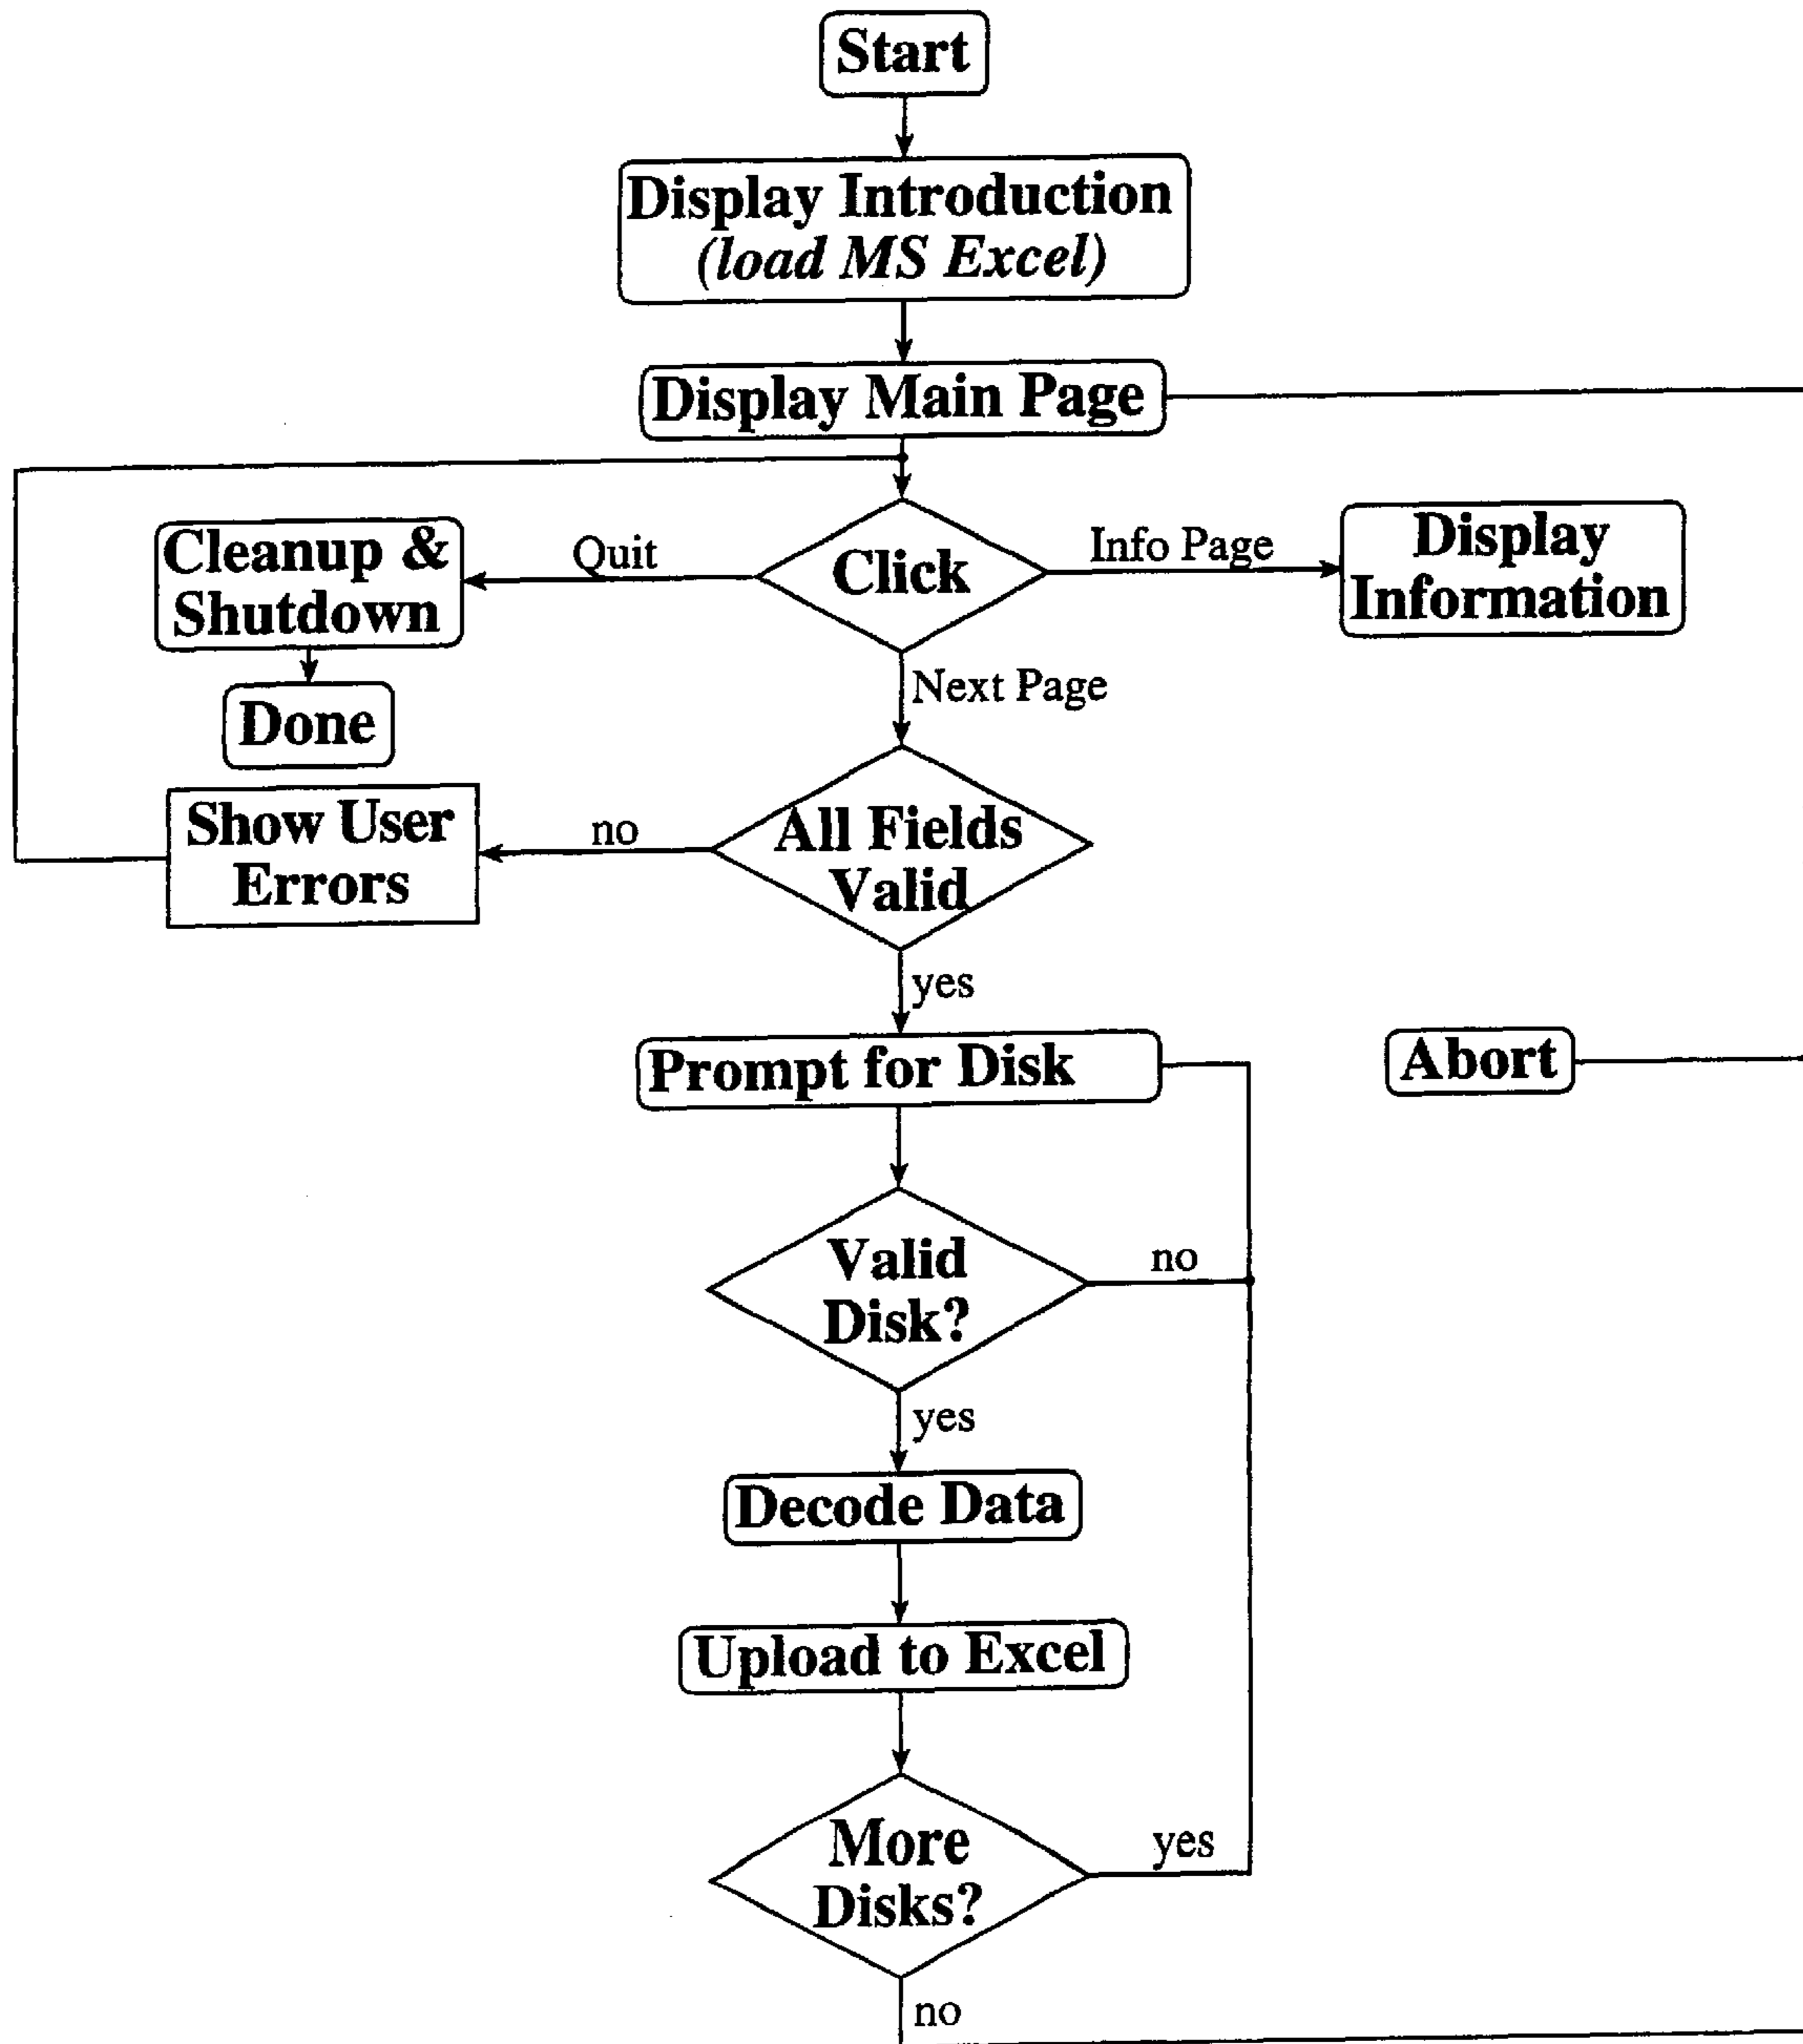 Start
Display Introduction
(load MS Excel)
Display Main Page
Cleanup &
Shutdown
Quit
Click
Info Page
Display
Information
Done
Next Page
Show User
Errors
no
All Fields
Valid
yes
Prompt for Disk
Abort
Valid
Disk?
no
yes
Decode Data
Upload to Excel
More
Disks?
yes
no